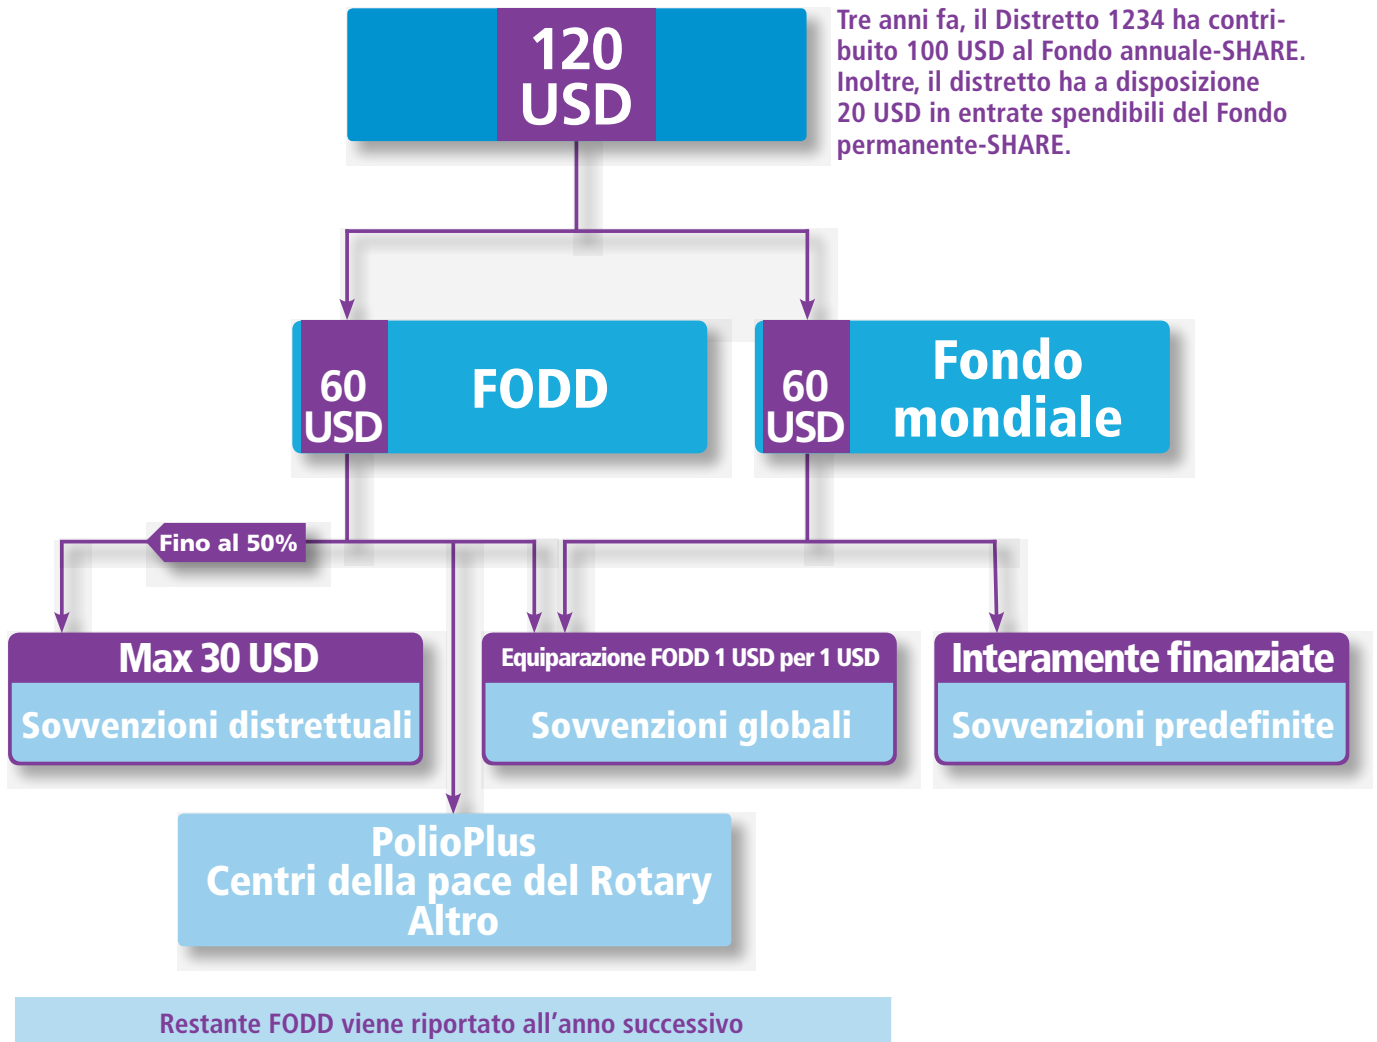 120
USD
Tre anni fa, il Distretto 1234 ha contri-
buito 100 USD al Fondo annuale-SHARE.
Inoltre, il distretto ha a disposizione
20 USD in entrate spendibili del Fondo
permanente-SHARE.
60
USD
FODD
60
USD
Fondo
mondiale
Fino al 50%
Max 30 USD
Sovvenzioni distrettuali
Equiparazione FODD 1 USD per 1 USD
Sovvenzioni globali
Interamente finanziate
Sovvenzioni predefinite
PolioPlus
Centri della pace del Rotary
Altro
Restante FODD viene riportato all’anno successivo